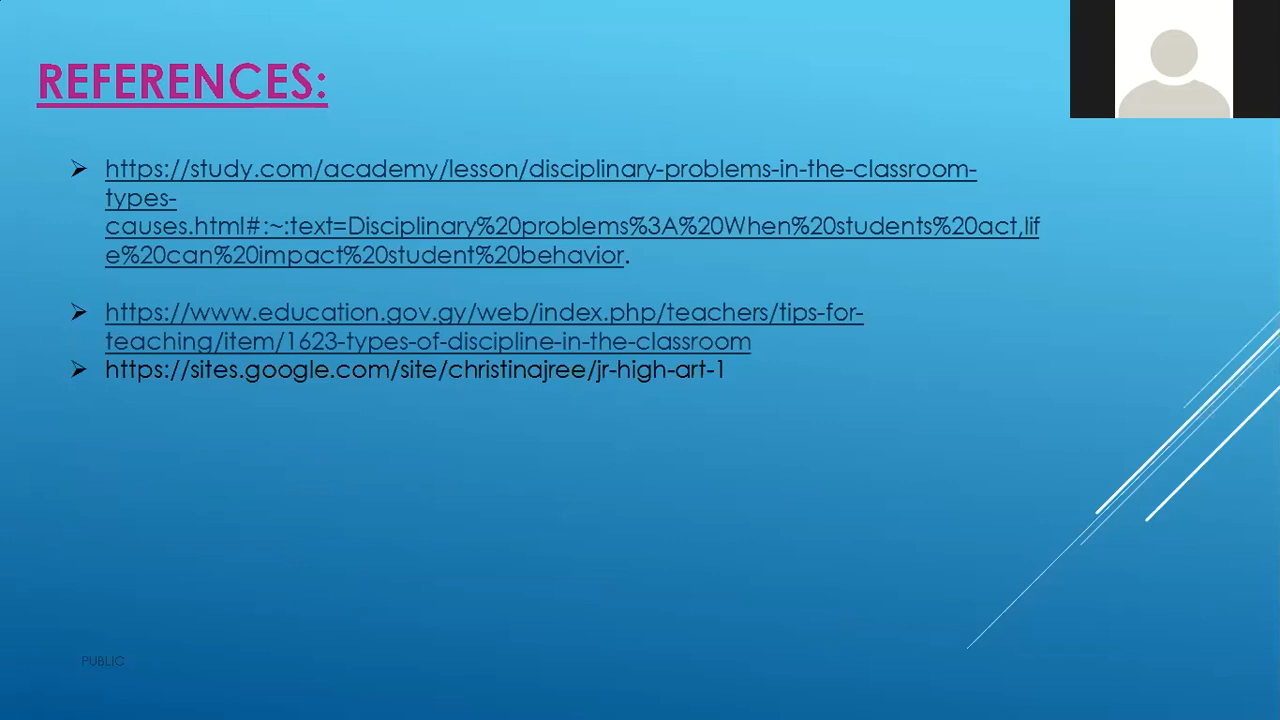 REFERENCES:
https://study.com/academy/lesson/disciplinary-problems-in-the-classroom-
types-
causes.html#:~:text=Disciplinary%20problems%3A%20When%20students%20act,lif
e%20can%20impact%20student%20behavior.
https://www.education.gov.gy/web/index.php/teachers/tips-for-
teaching/item/1623-types-of-discipline-in-the-classroom
https://sites.google.com/site/christinajree/jr-high-art-1
PUBLIC